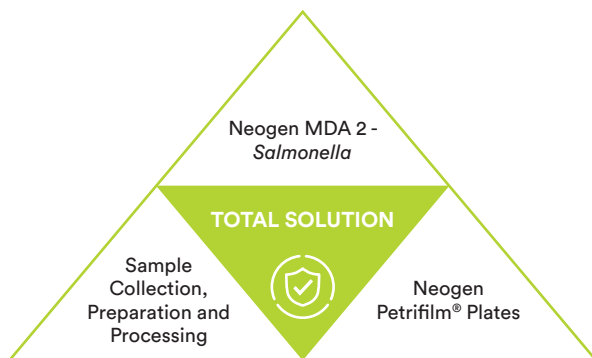 Neogen MDA 2 -
Salmonella
TOTAL SOLUTION
Sample
Collection,
Preparation and
Processing
Neogen
Petrifilm® Plates